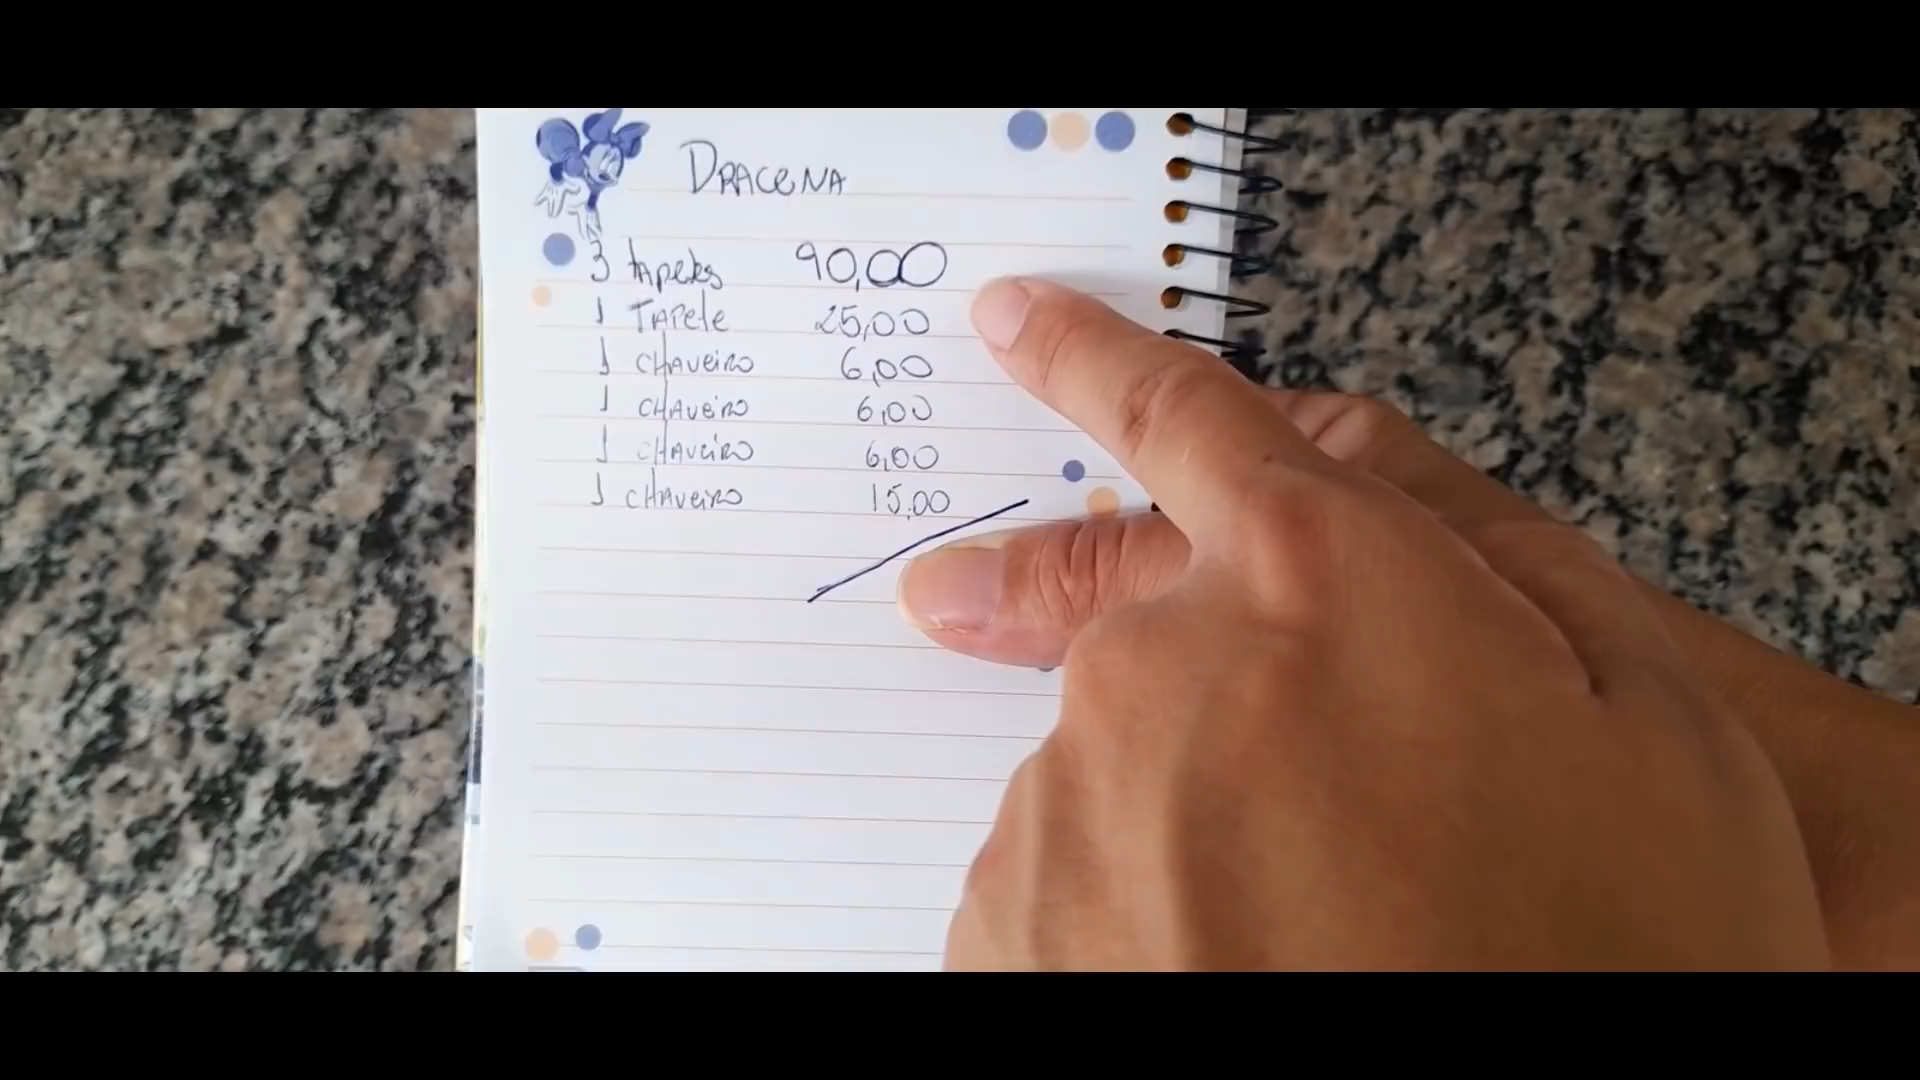 DRACENA
3 tapetes 90,00
1 TAPete 25,00
1 CHAVeiRO 6,00
1 CHAVeiRO 6,00
1 CHAVeiRO 6,00
1 CHAVeiRO 15,00